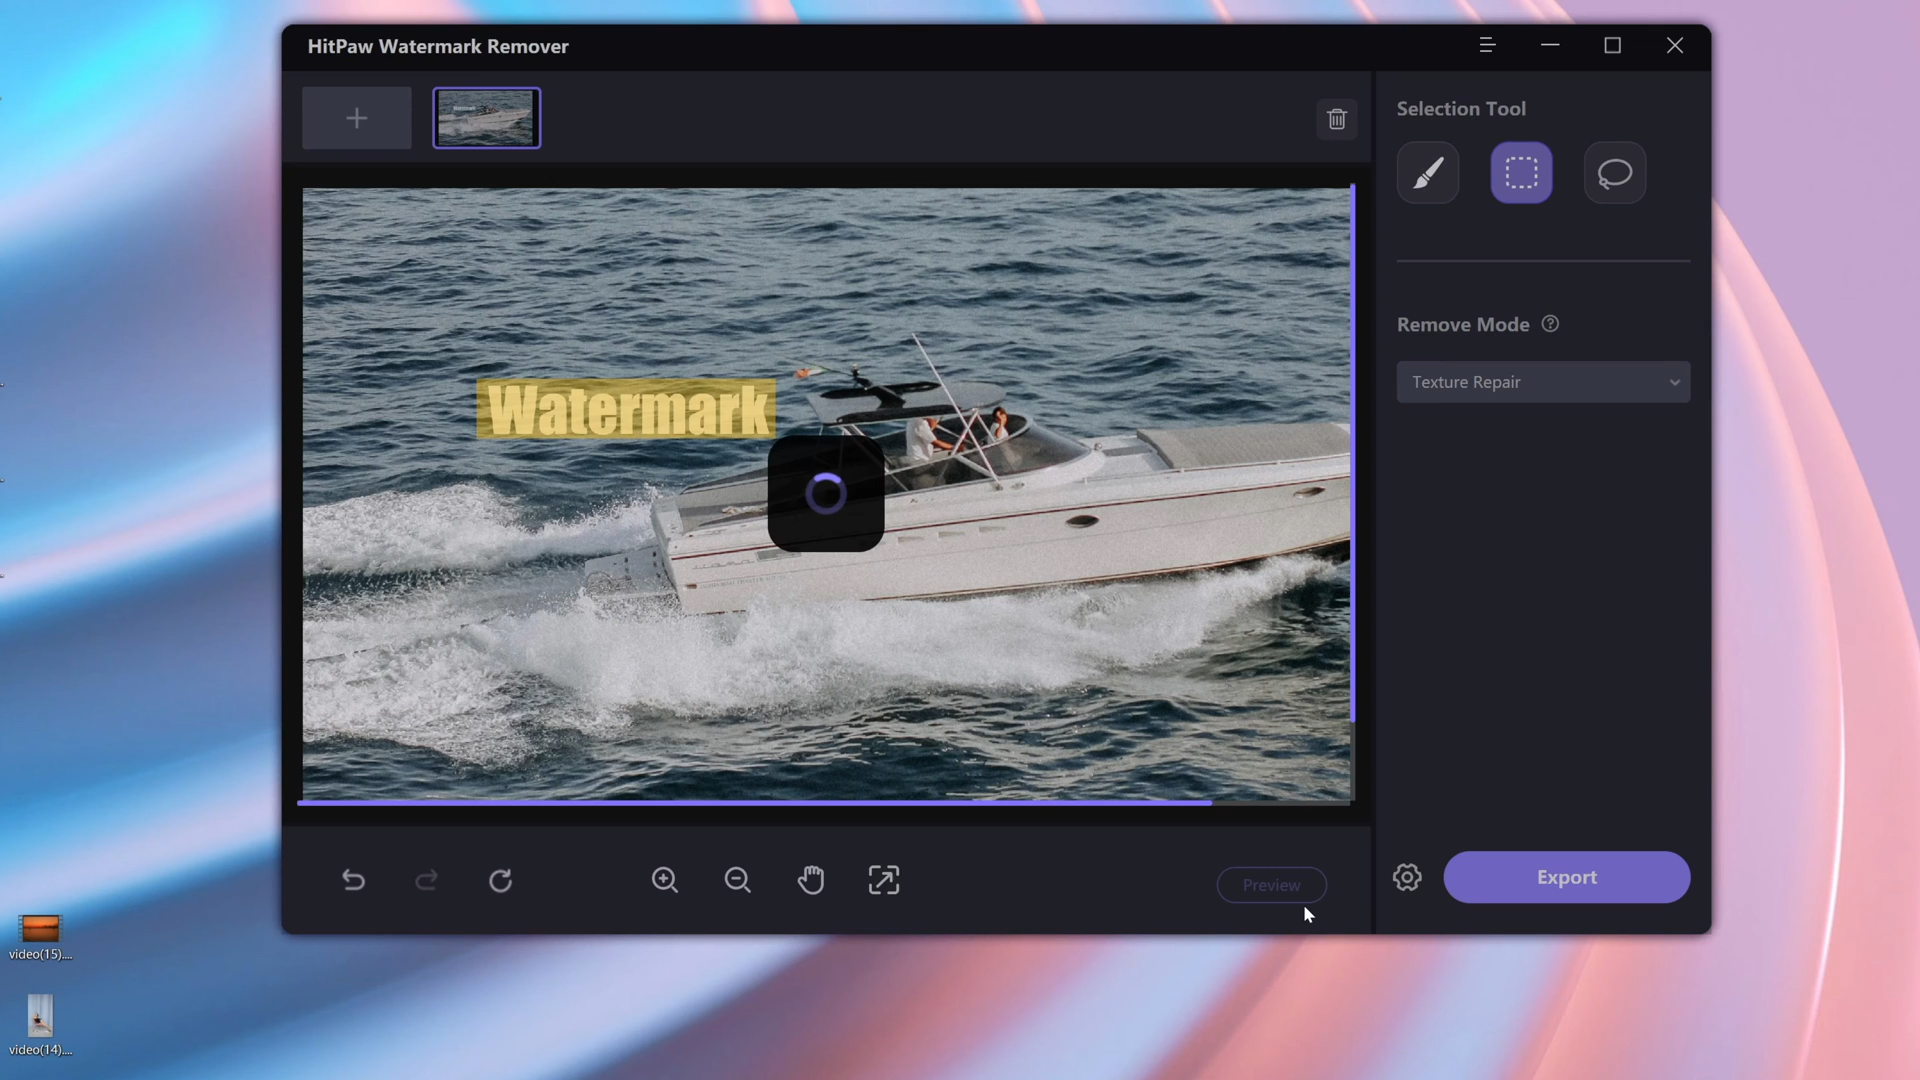 HitPaw Watermark Remover
Selection Tool
Remove Mode
Texture Repair
Watermark
Preview
Export
video(15)....
video(14)....